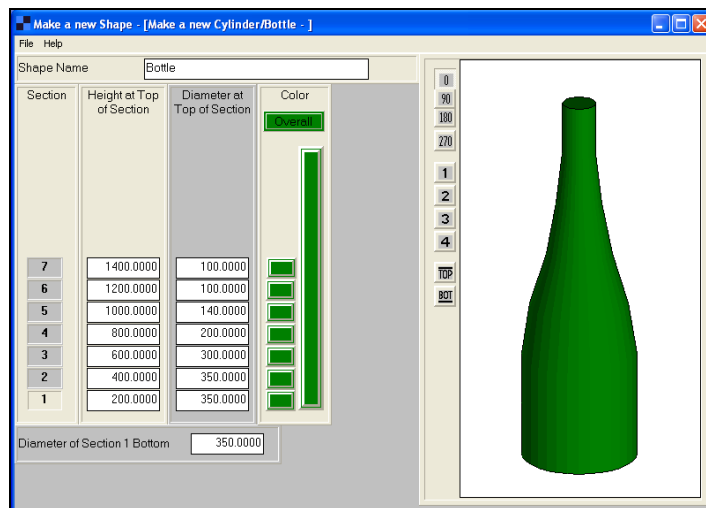 Make a new Shape - [Make a new Cylinder/Bottle - ]
File Help
Shape Name Bottle
Section Height at Top of Section Diameter at Top of Section Color
Overall
7 1400.0000 100.0000
6 1200.0000 100.0000
5 1000.0000 140.0000
4 800.0000 200.0000
3 600.0000 300.0000
2 400.0000 350.0000
1 200.0000 350.0000
Diameter of Section 1 Bottom 350.0000
0
90
180
270
1
2
3
4
TOP
BOT